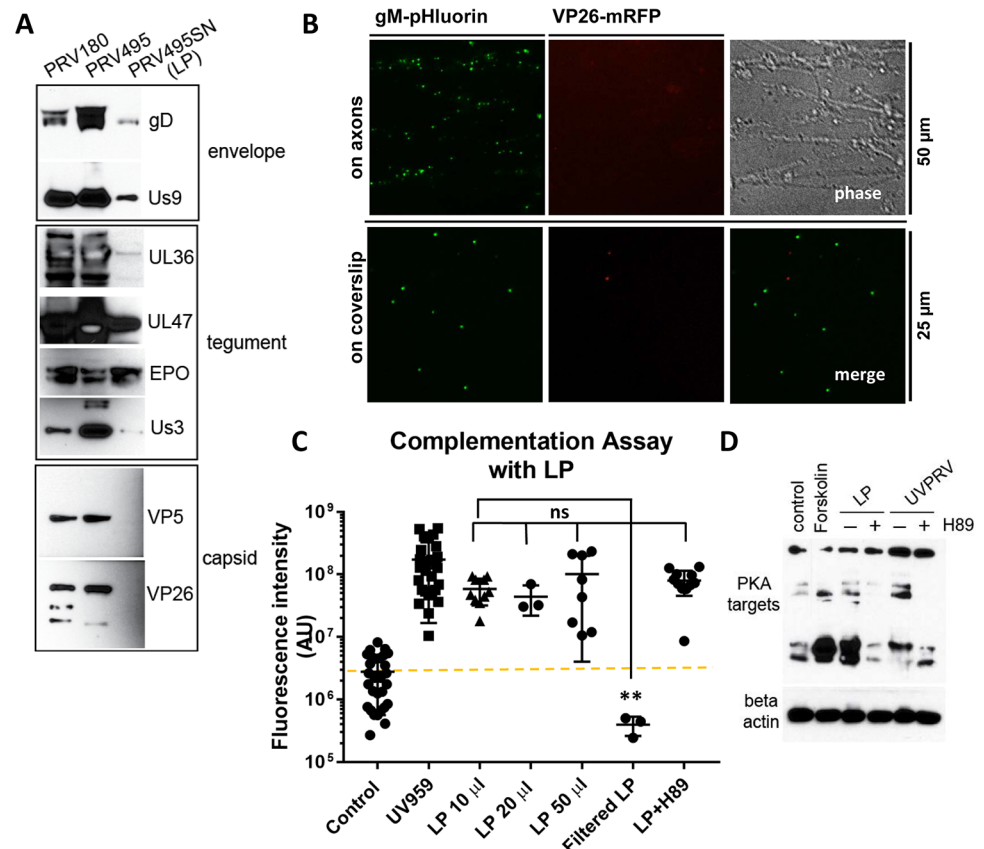 A
PRV180
PRV495
PRV495SN
(LP)
gD
Us9
envelope
UL36
UL47
EPO
Us3
tegument
VP5
VP26
capsid
B
gM-pHluorin
VP26-mRFP
on axons
phase
50 µm
on coverslip
merge
25 µm
C
Complementation Assay
with LP
Fluorescence intensity
(AU)
10⁹
10⁸
10⁷
10⁶
10⁵
ns
**
Control
UV959
LP 10 µl
LP 20 µl
LP 50 µl
Filtered LP
LP+H89
D
control
Forskolin
LP
UVPRV
– + – + H89
PKA
targets
beta
actin